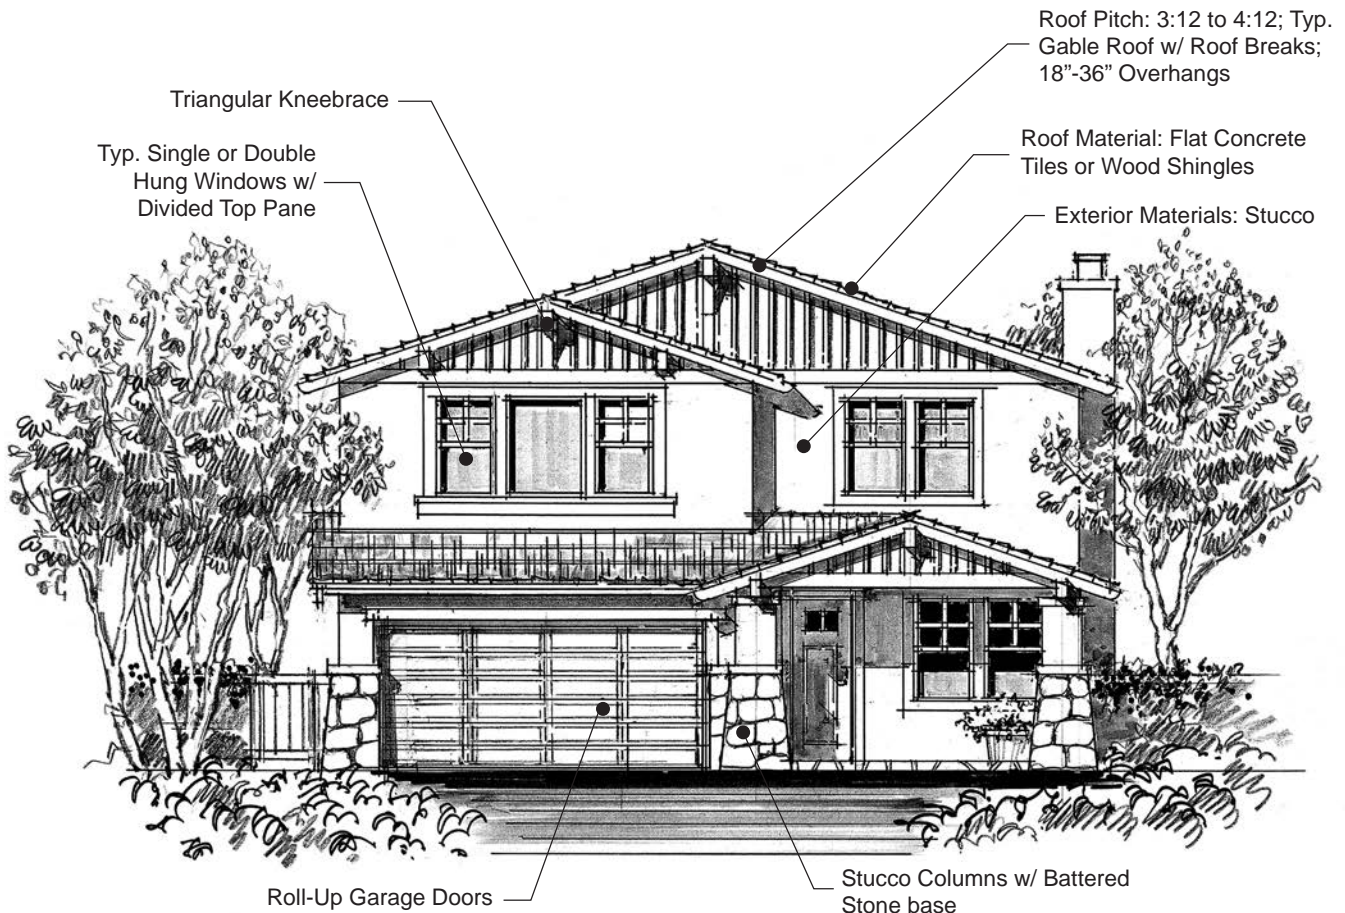 Roof Pitch: 3:12 to 4:12; Typ.
Gable Roof w/ Roof Breaks;
18”-36” Overhangs
Triangular Kneebrace
Roof Material: Flat Concrete
Tiles or Wood Shingles
Typ. Single or Double
Hung Windows w/
Divided Top Pane
Exterior Materials: Stucco
Roll-Up Garage Doors
Stucco Columns w/ Battered
Stone base